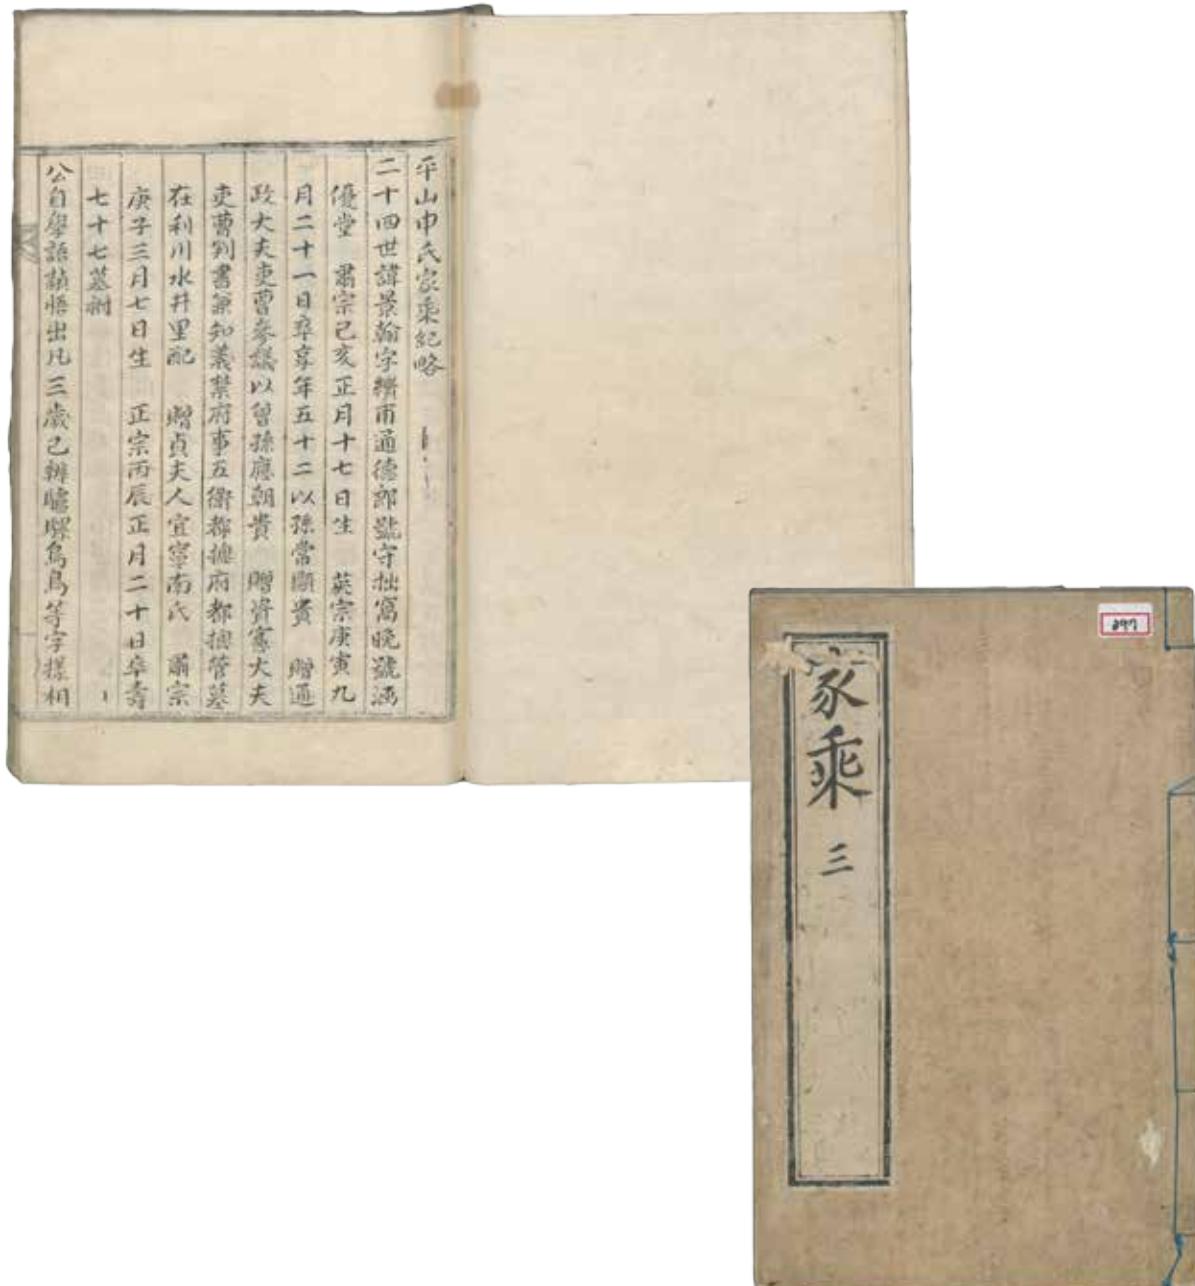 平山申氏家乘紀略
二十四世諱景翰字樍甫通德郎號守拙窩晚號涵
優堂 肅宗己亥正月十七日生 英宗庚寅九
月二十一日卒享年五十二以孫當顯貴 贈通
政大夫吏曹參議以曾孫應朝貴 贈資憲大夫
吏曹判書兼知義禁府事五衛都摠府都摠管墓
在利川水井里配 贈貞夫人宜寧南氏 肅宗
庚子三月七日生 正宗丙辰正月二十日卒壽
七十七墓祔
公自學語穎悟出凡三歲已辨驢騾烏鳥等字㨾相
家乘 三
297